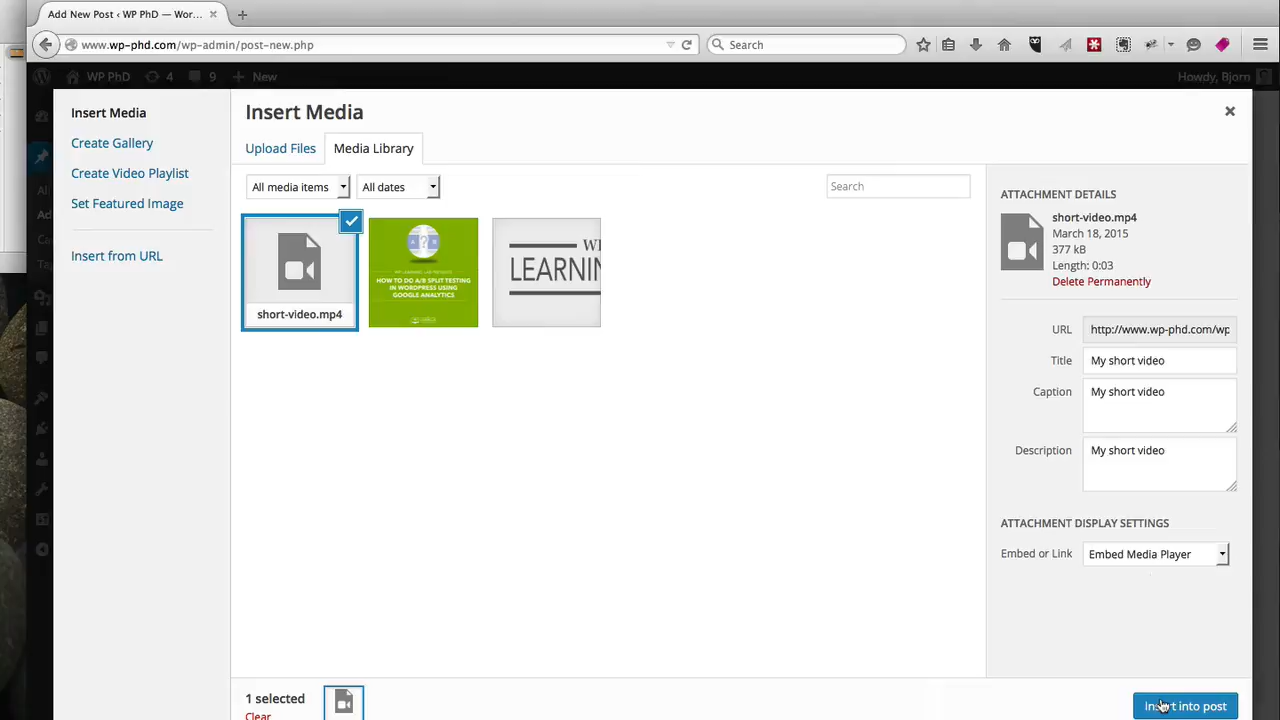 Add New Post ‹ WP PhD — Wor...
www.wp-phd.com/wp-admin/post-new.php
Search
WP PhD
4
9
New
Howdy, Bjorn
Insert Media
Create Gallery
Create Video Playlist
Set Featured Image
Insert from URL
Insert Media
Upload Files
Media Library
All media items
All dates
Search
short-video.mp4
A ? B
WP LEARNING LAB PRESENTS
HOW TO DO A/B SPLIT TESTING
IN WORDPRESS USING
GOOGLE ANALYTICS
LEARNIN
ATTACHMENT DETAILS
short-video.mp4
March 18, 2015
377 kB
Length: 0:03
Delete Permanently
URL http://www.wp-phd.com/wp
Title My short video
Caption My short video
Description My short video
ATTACHMENT DISPLAY SETTINGS
Embed or Link Embed Media Player
1 selected
Clear
Insert into post